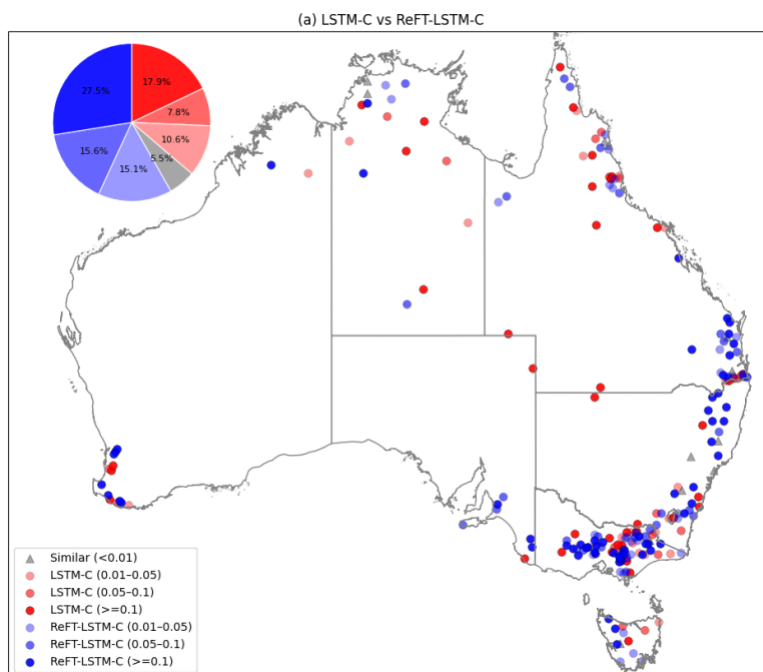 (a) LSTM-C vs ReFT-LSTM-C
17.9%
27.5%
7.8%
10.6%
5.5%
15.6%
15.1%
Similar (<0.01)
LSTM-C (0.01–0.05)
LSTM-C (0.05–0.1)
LSTM-C (>=0.1)
ReFT-LSTM-C (0.01–0.05)
ReFT-LSTM-C (0.05–0.1)
ReFT-LSTM-C (>=0.1)